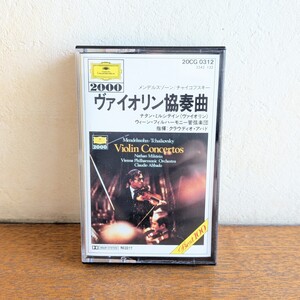 20CG 0312
メンデルスゾーン/チャイコフスキー
2000
ヴァイオリン協奏曲
ナタン・ミルシテイン(ヴァイオリン)
ウィーン・フィルハーモニー管弦楽団
指揮:クラウディオ・アバド
Mendelssohn・Tchaikovsky
Violin Concertos
Nathan Milstein
Vienna Philharmonic Orchestra
Claudio Abbado
2000
Best 100